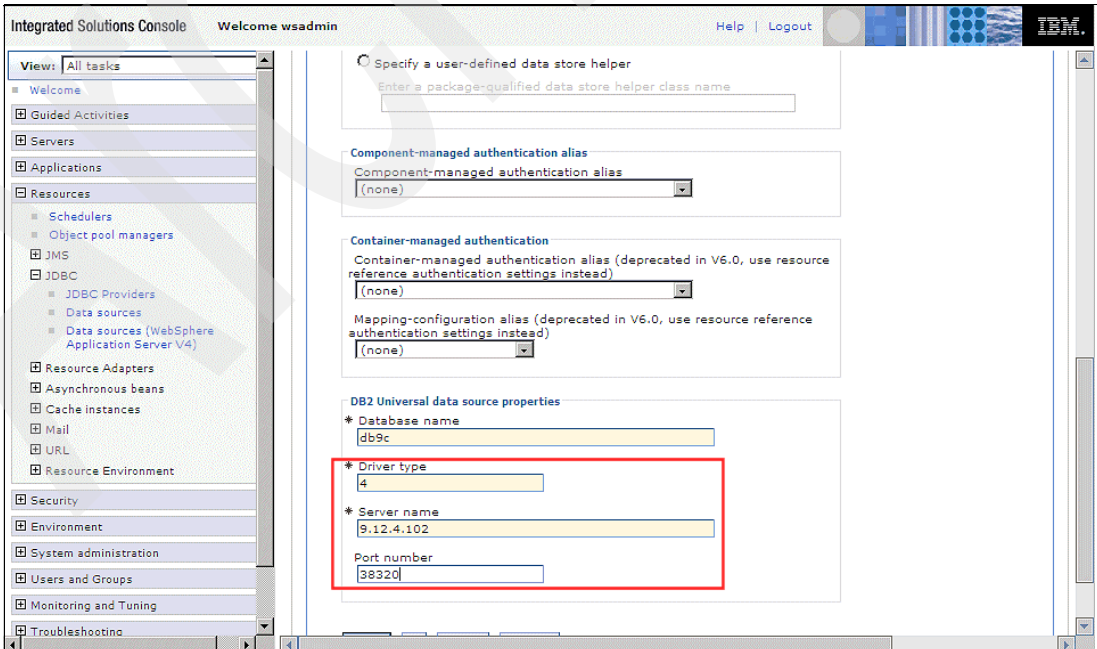 Integrated Solutions Console Welcome wsadmin Help | Logout IBM.
View: All tasks
Welcome
Guided Activities
Servers
Applications
Resources
Schedulers
Object pool managers
JMS
JDBC
JDBC Providers
Data sources
Data sources (WebSphere
Application Server V4)
Resource Adapters
Asynchronous beans
Cache instances
Mail
URL
Resource Environment
Security
Environment
System administration
Users and Groups
Monitoring and Tuning
Troubleshooting
Specify a user-defined data store helper
Enter a package-qualified data store helper class name
Component-managed authentication alias
Component-managed authentication alias
(none)
Container-managed authentication
Container-managed authentication alias (deprecated in V6.0, use resource
reference authentication settings instead)
(none)
Mapping-configuration alias (deprecated in V6.0, use resource reference
authentication settings instead)
(none)
DB2 Universal data source properties
* Database name
db9c
* Driver type
4
* Server name
9.12.4.102
Port number
38320